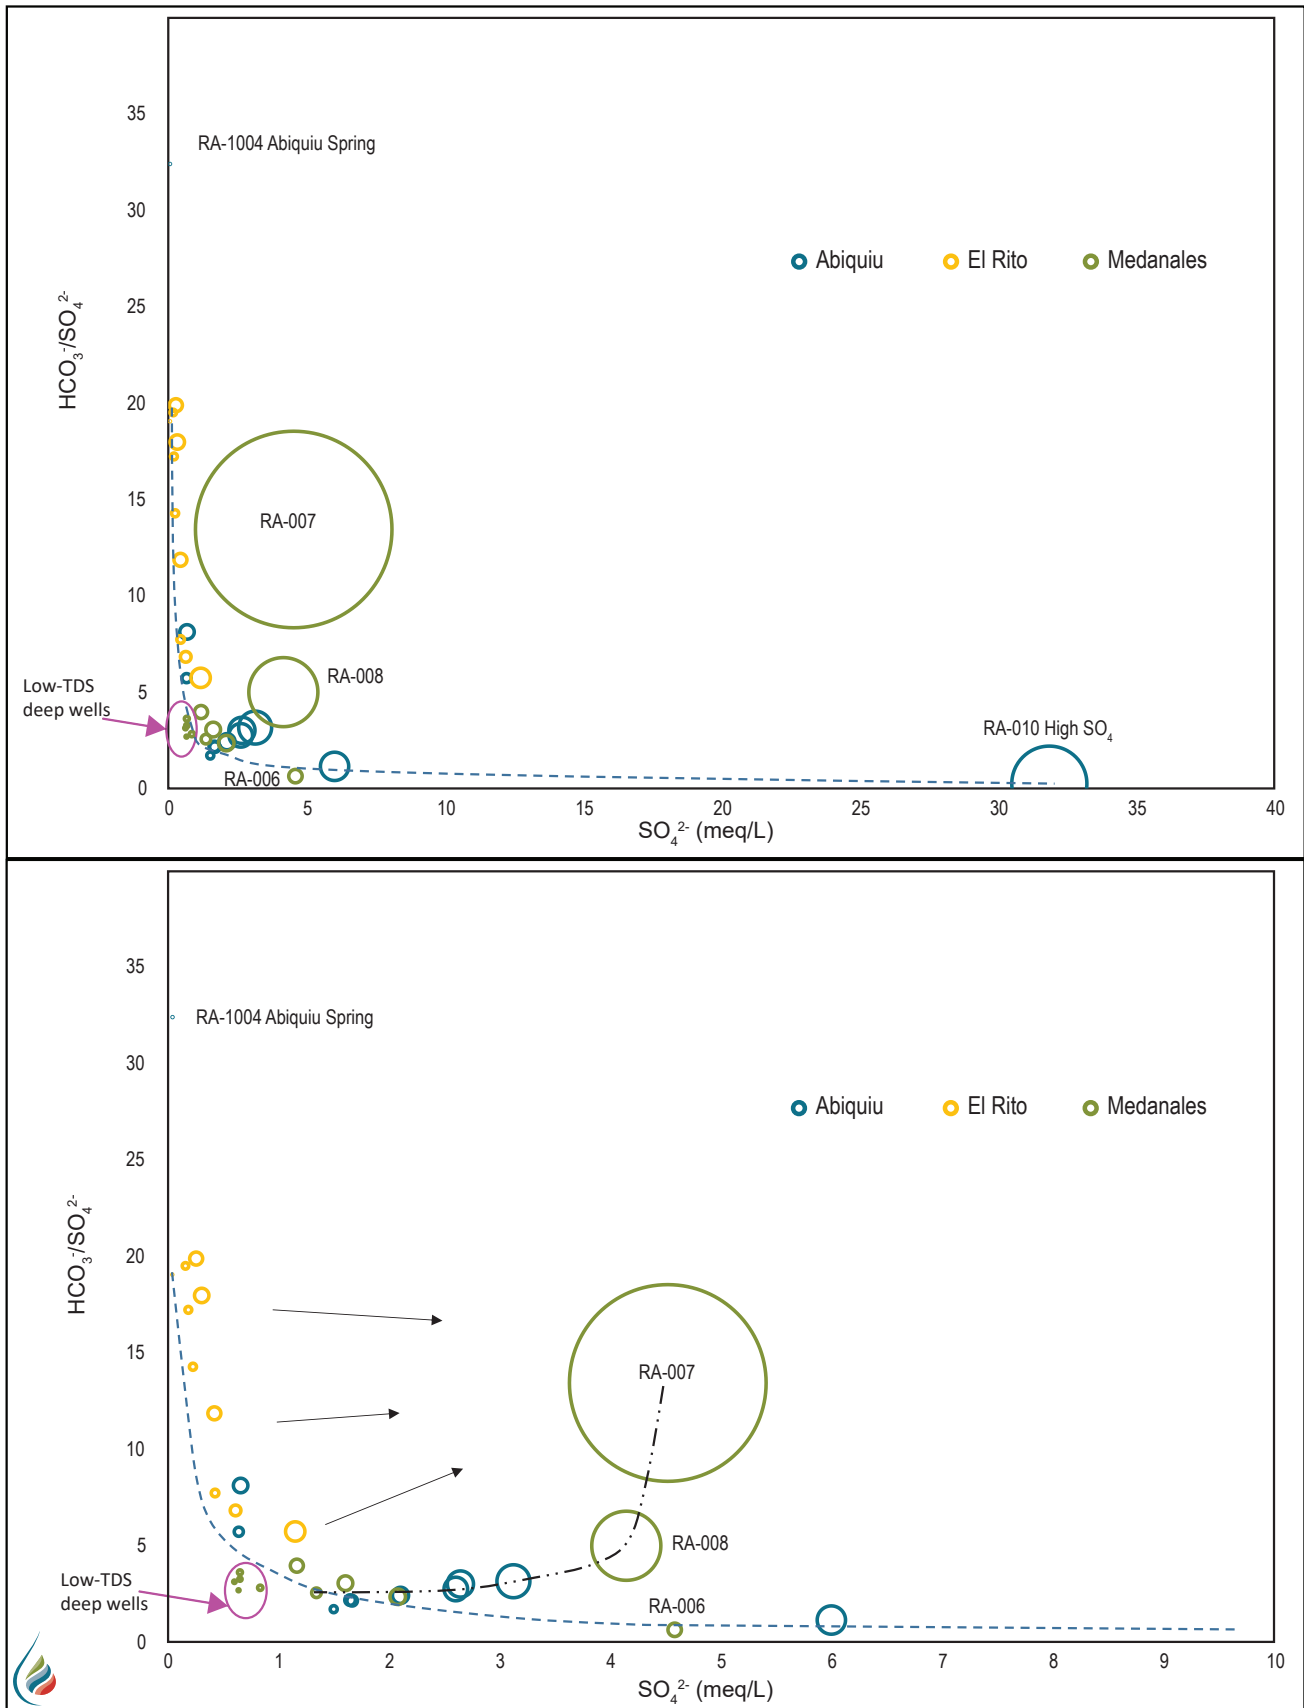 35
RA-1004 Abiquiu Spring
30
Abiquiu
El Rito
Medanales
25
HCO₃⁻/SO₄²⁻
20
15
RA-007
10
5
RA-008
Low-TDS
deep wells
RA-010 High SO₄
RA-006
0
0 5 10 15 20 25 30 35 40
SO₄²⁻ (meq/L)
35
RA-1004 Abiquiu Spring
30
Abiquiu
El Rito
Medanales
25
HCO₃⁻/SO₄²⁻
20
15
RA-007
10
5
RA-008
Low-TDS
deep wells
RA-006
0
0 1 2 3 4 5 6 7 8 9 10
SO₄²⁻ (meq/L)